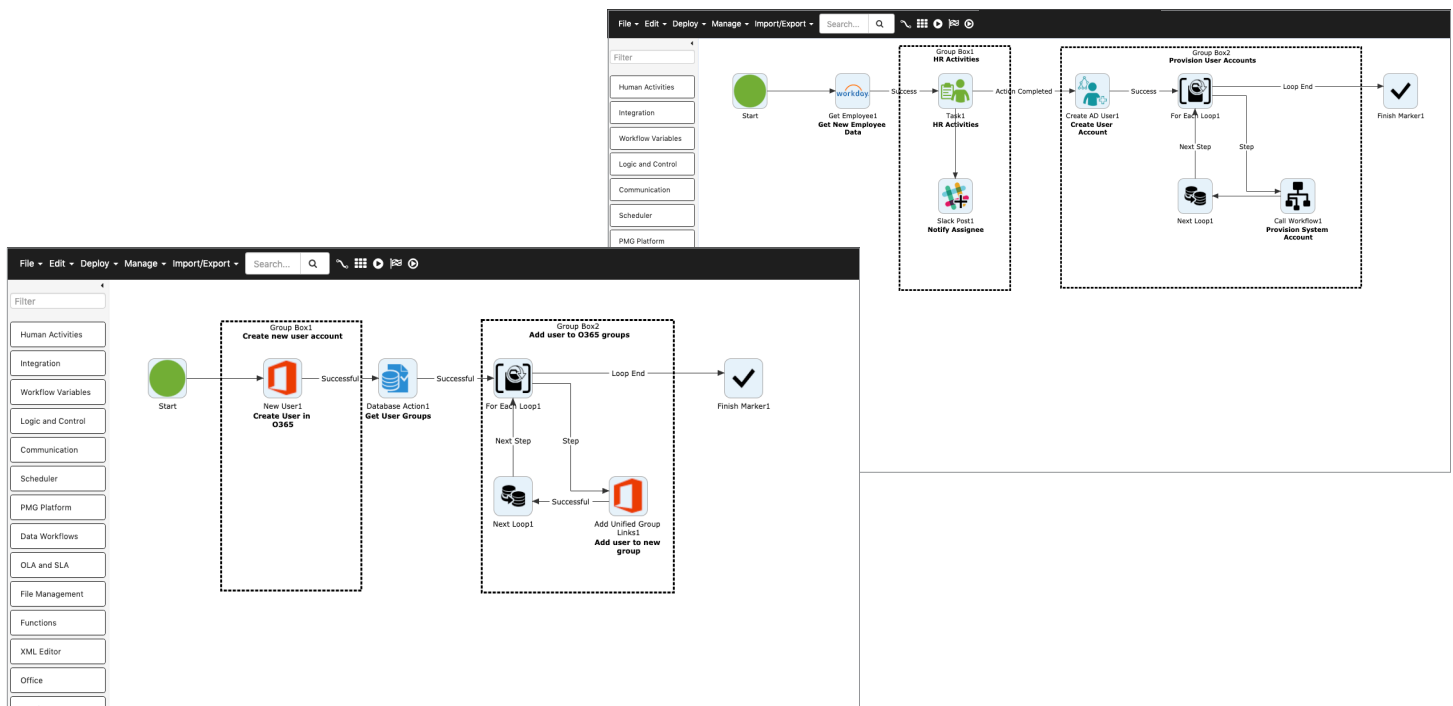 File Edit Deploy Manage Import/Export Search...
Filter
Human Activities
Integration
Workflow Variables
Logic and Control
Communication
Scheduler
PMG Platform
Group Box1
HR Activities
Group Box2
Provision User Accounts
Start
workday.
Get Employee1
Get New Employee
Data
Success
Task1
HR Activities
Action Completed
Create AD User1
Create User
Account
Success
For Each Loop1
Loop End
Finish Marker1
Next Step
Step
Slack Post1
Notify Assignee
Next Loop1
Call Workflow1
Provision System
Account
File Edit Deploy Manage Import/Export Search...
Filter
Human Activities
Integration
Workflow Variables
Logic and Control
Communication
Scheduler
PMG Platform
Data Workflows
OLA and SLA
File Management
Functions
XML Editor
Office
Group Box1
Create new user account
Group Box2
Add user to O365 groups
Start
New User1
Create User in
O365
Successful
Database Action1
Get User Groups
Successful
For Each Loop1
Loop End
Finish Marker1
Next Step
Step
Next Loop1
Successful
Add Unified Group
Links1
Add user to new
group